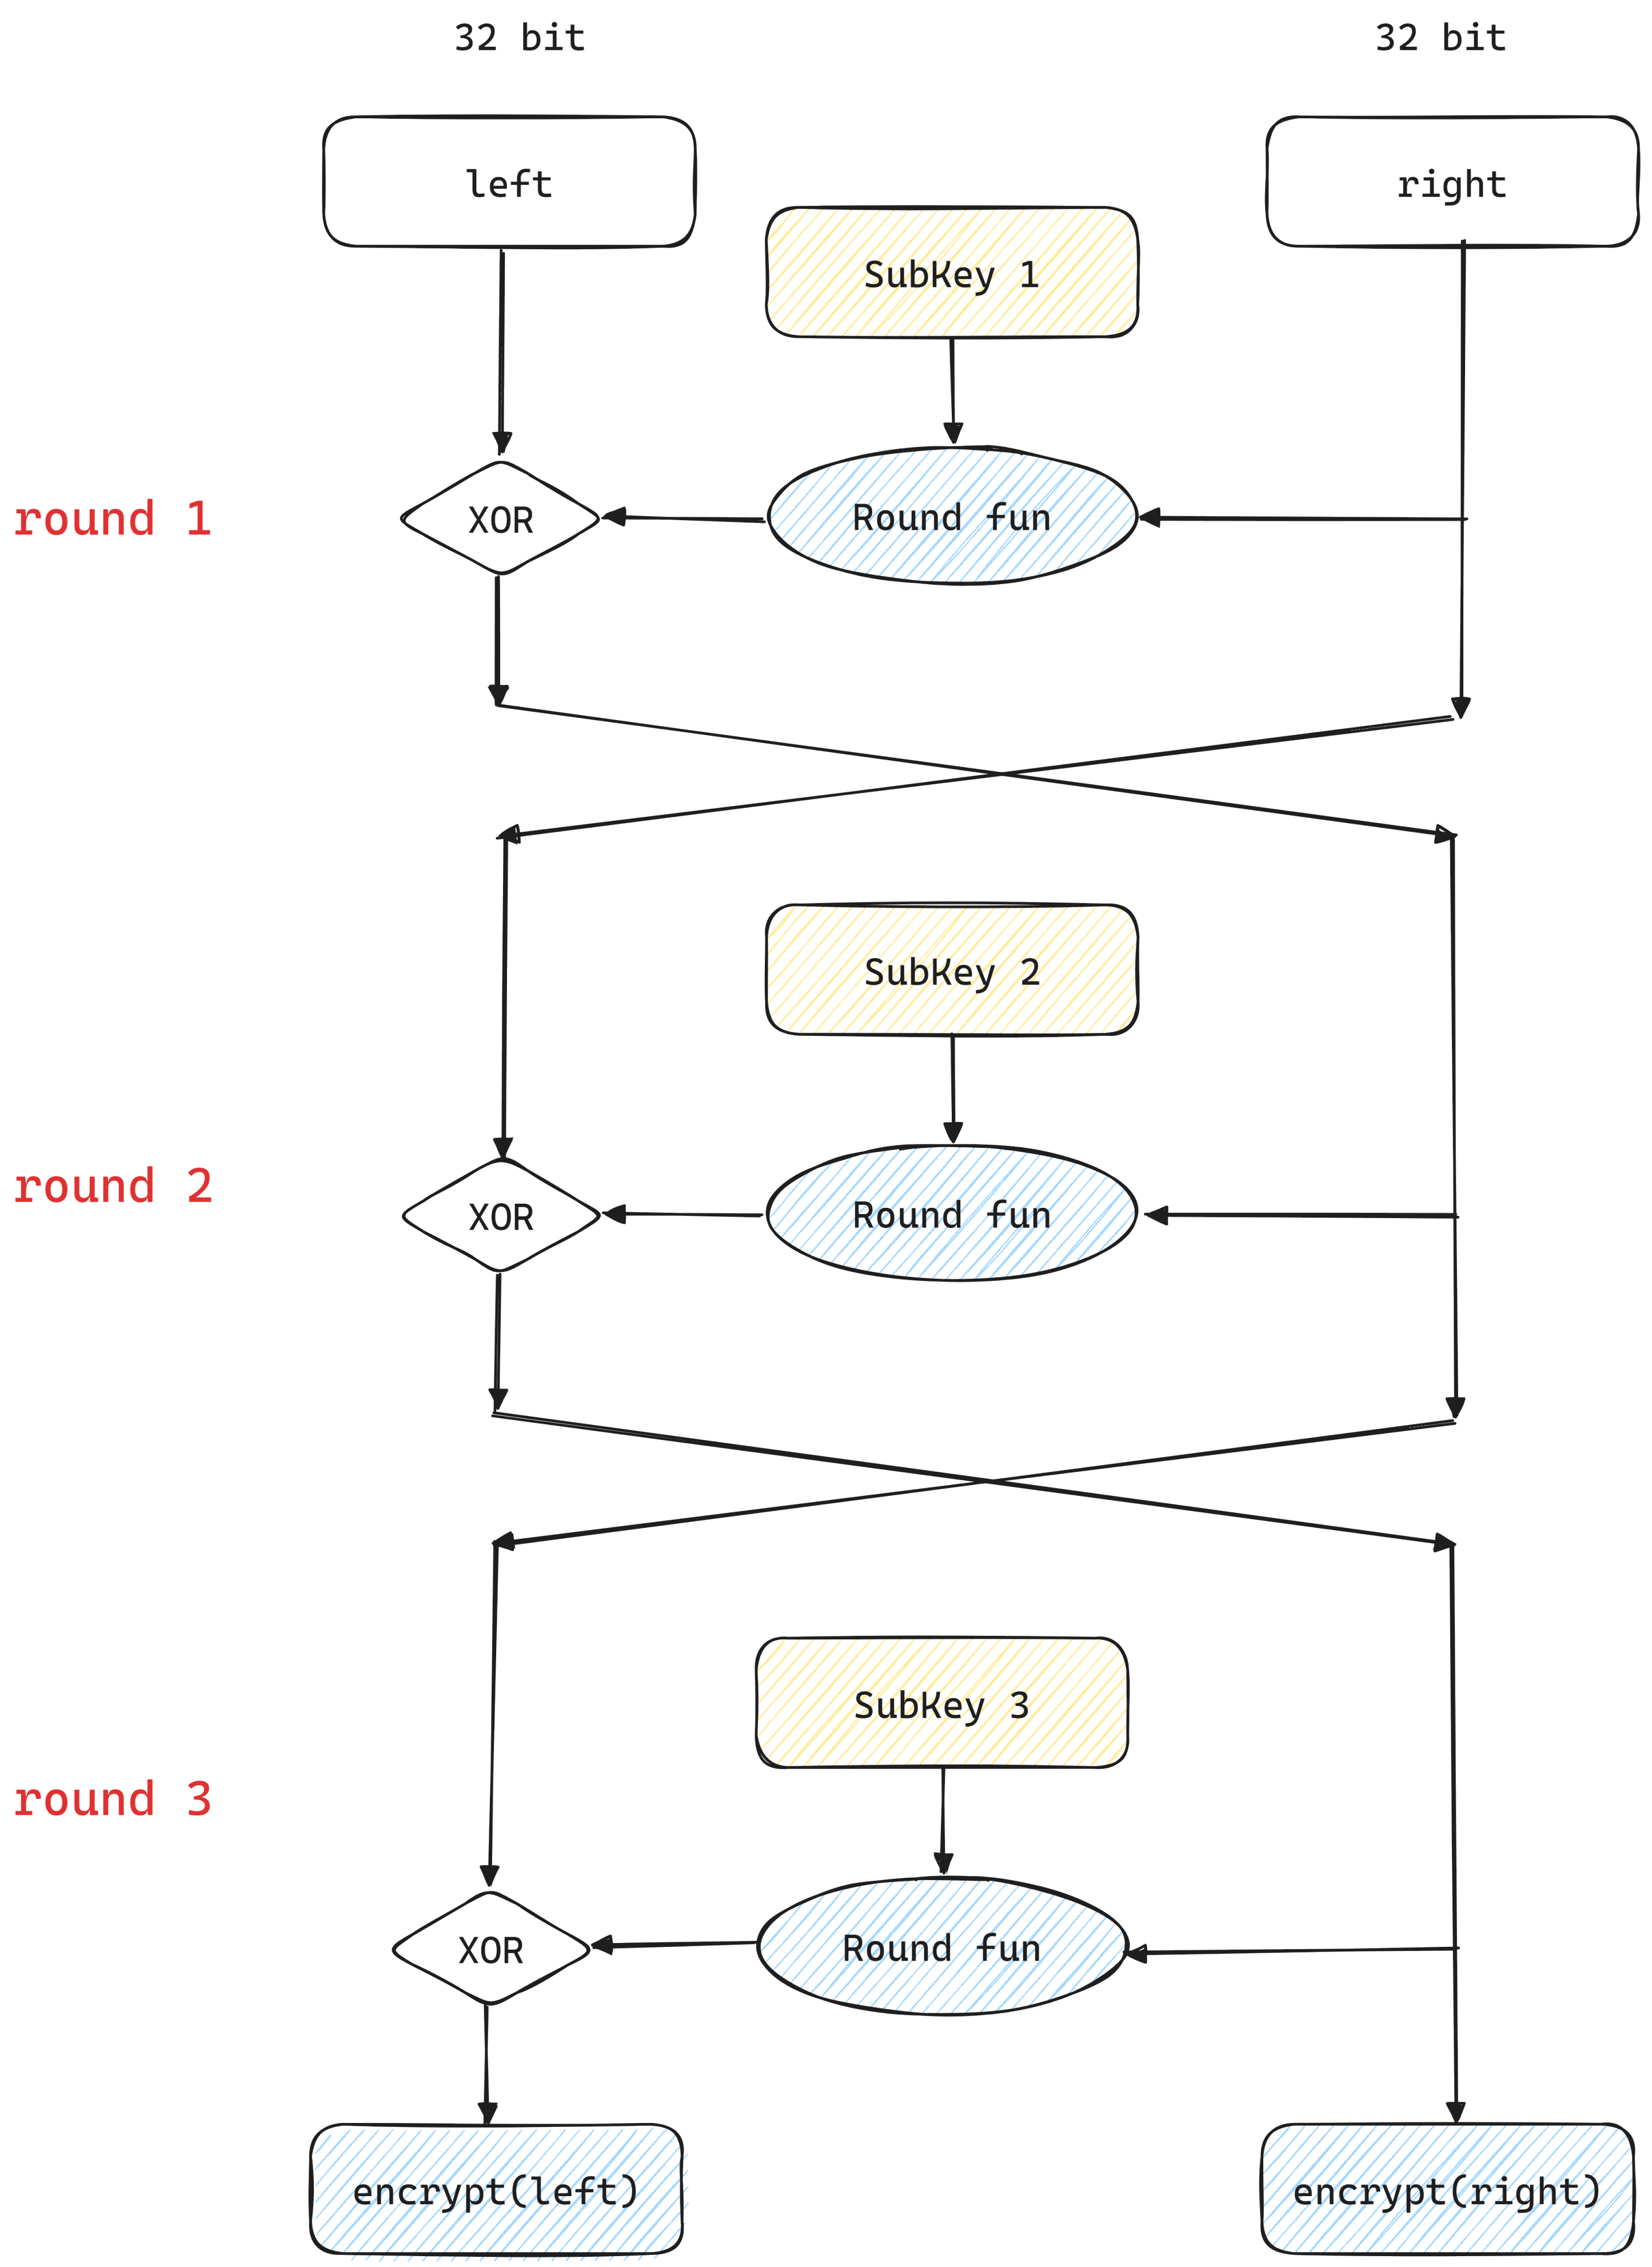 32 bit
32 bit
left
right
SubKey 1
round 1
XOR
Round fun
SubKey 2
round 2
XOR
Round fun
SubKey 3
round 3
XOR
Round fun
encrypt(left)
encrypt(right)